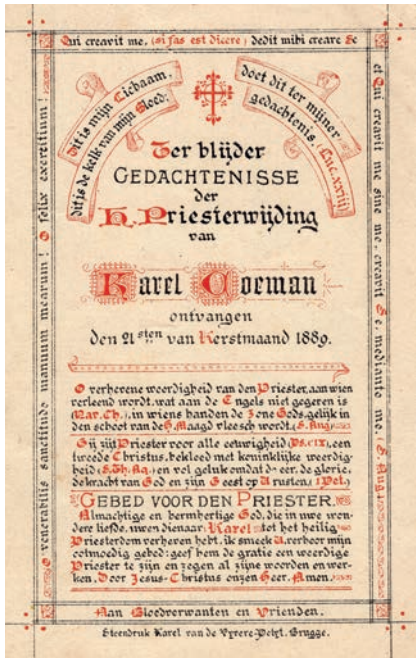 Qui creavit me, (si fas est dicere) dedit mihi creare Se
et Qui creavit me sine me, creavit Se, mediante me. (S. Aug.)
O venerabilis sanctitudo manuum mearum! O felix exercitium!
Dit is mijn Lichaam,
dit is de kelk van mijn Bloed;
doet dit ter mijner
gedachtenis. (Luc. xxiii)
Ter blijder
GEDACHTENISSE
der
H. Priesterwijding
van
Karel Coeman
ontvangen
den 21sten van Kerstmaand 1889.
O verhevene weerdigheid van den Priester, aan wien
verleend wordt, wat aan de Engels niet gegeven is
(Mar. Ch.), in wiens handen de Zone Gods, gelijk in
den schoot van de H. Maagd vleesch wordt. (S. Aug.)
Gij zijt Priester voor alle eeuwigheid (Ps. CIX), een
tweede Christus, bekleed met koninklijke weerdig-
heid (S. Th. Aq.) en vol geluk omdat de eer, de glorie,
de kracht van God en zijn Geest op U rusten. (1 Pet.)
GEBED VOOR DEN PRIESTER.
Almachtige en bermhertige God, die in uwe won-
dere liefde, uwen dienaar, Karel tot het heilig
Priesterdom verheven hebt, ik smeek U, verhoor mijn
ootmoedig gebed: geef hem de gratie een weerdige
Priester te zijn en zegen al zijne woorden en wer-
ken. Door Jesus-Christus onzen Heer. Amen.
Aan Bloedverwanten en Vrienden.
Steendruk Karel van de Vyvere-Petyt. Brugge.